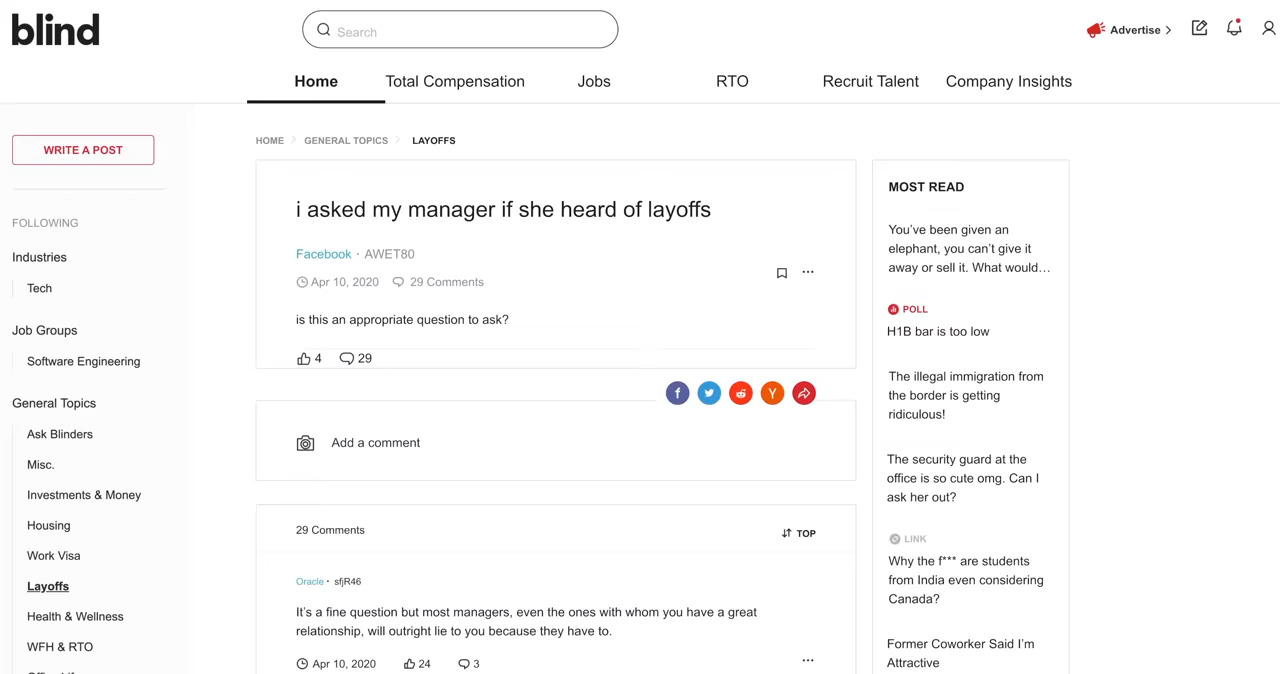 blind
Search
Advertise
Home
Total Compensation
Jobs
RTO
Recruit Talent
Company Insights
WRITE A POST
FOLLOWING
Industries
Tech
Job Groups
Software Engineering
General Topics
Ask Blinders
Misc.
Investments & Money
Housing
Work Visa
Layoffs
Health & Wellness
WFH & RTO
HOME
GENERAL TOPICS
LAYOFFS
i asked my manager if she heard of layoffs
Facebook · AWET80
Apr 10, 2020 29 Comments
is this an appropriate question to ask?
4 29
f
Y
Add a comment
29 Comments
TOP
Oracle · sfjR46
It's a fine question but most managers, even the ones with whom you have a great
relationship, will outright lie to you because they have to.
Apr 10, 2020 24 3
MOST READ
You've been given an
elephant, you can't give it
away or sell it. What would…
POLL
H1B bar is too low
The illegal immigration from
the border is getting
ridiculous!
The security guard at the
office is so cute omg. Can I
ask her out?
LINK
Why the f*** are students
from India even considering
Canada?
Former Coworker Said I'm
Attractive